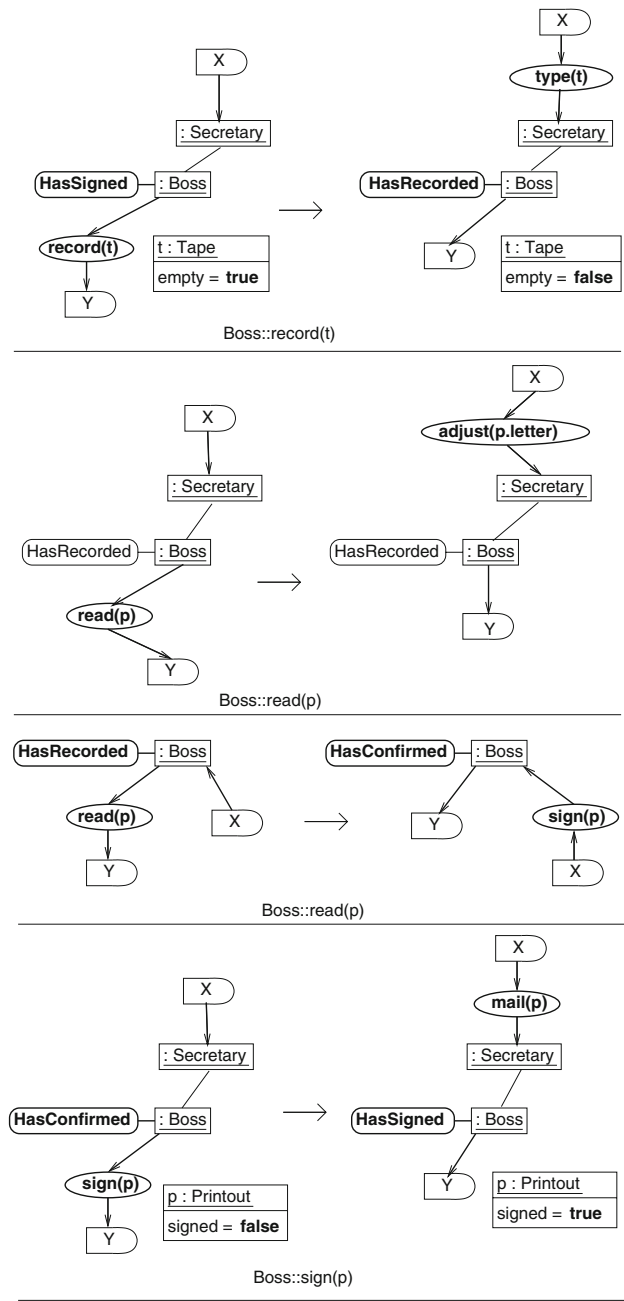 X
X
type(t)
: Secretary
: Secretary
HasSigned : Boss
HasRecorded : Boss
record(t)
t : Tape
empty = true
Y
Y
t : Tape
empty = false
Boss::record(t)
X
X
adjust(p.letter)
: Secretary
: Secretary
HasRecorded : Boss
HasRecorded : Boss
read(p)
Y
Y
Boss::read(p)
HasRecorded : Boss
HasConfirmed : Boss
read(p)
X
Y
Y
sign(p)
X
Boss::read(p)
X
X
mail(p)
: Secretary
: Secretary
HasConfirmed : Boss
HasSigned : Boss
sign(p)
p : Printout
signed = false
Y
Y
p : Printout
signed = true
Boss::sign(p)